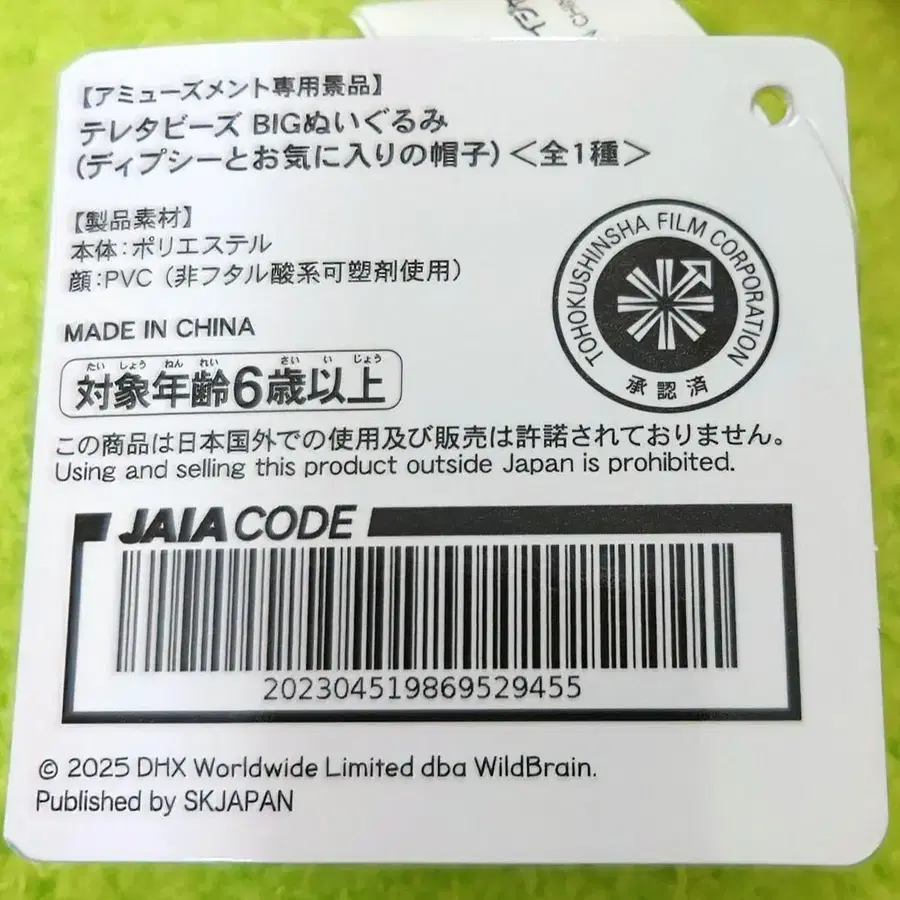 【アミューズメント専用景品】
テレタビーズ BIGぬいぐるみ
(ディプシーとお気に入りの帽子)＜全1種＞
【製品素材】
本体：ポリエステル
顔：PVC（非フタル酸系可塑剤使用）
TOHOKUSHINSHA FILM CORPORATION
承認済
MADE IN CHINA
たい しょう ねん れい さい い じょう
対象年齢6歳以上
この商品は日本国外での使用及び販売は許諾されておりません。
Using and selling this product outside Japan is prohibited.
JAIA CODE
202304519869529455
© 2025 DHX Worldwide Limited dba WildBrain.
Published by SKJAPAN